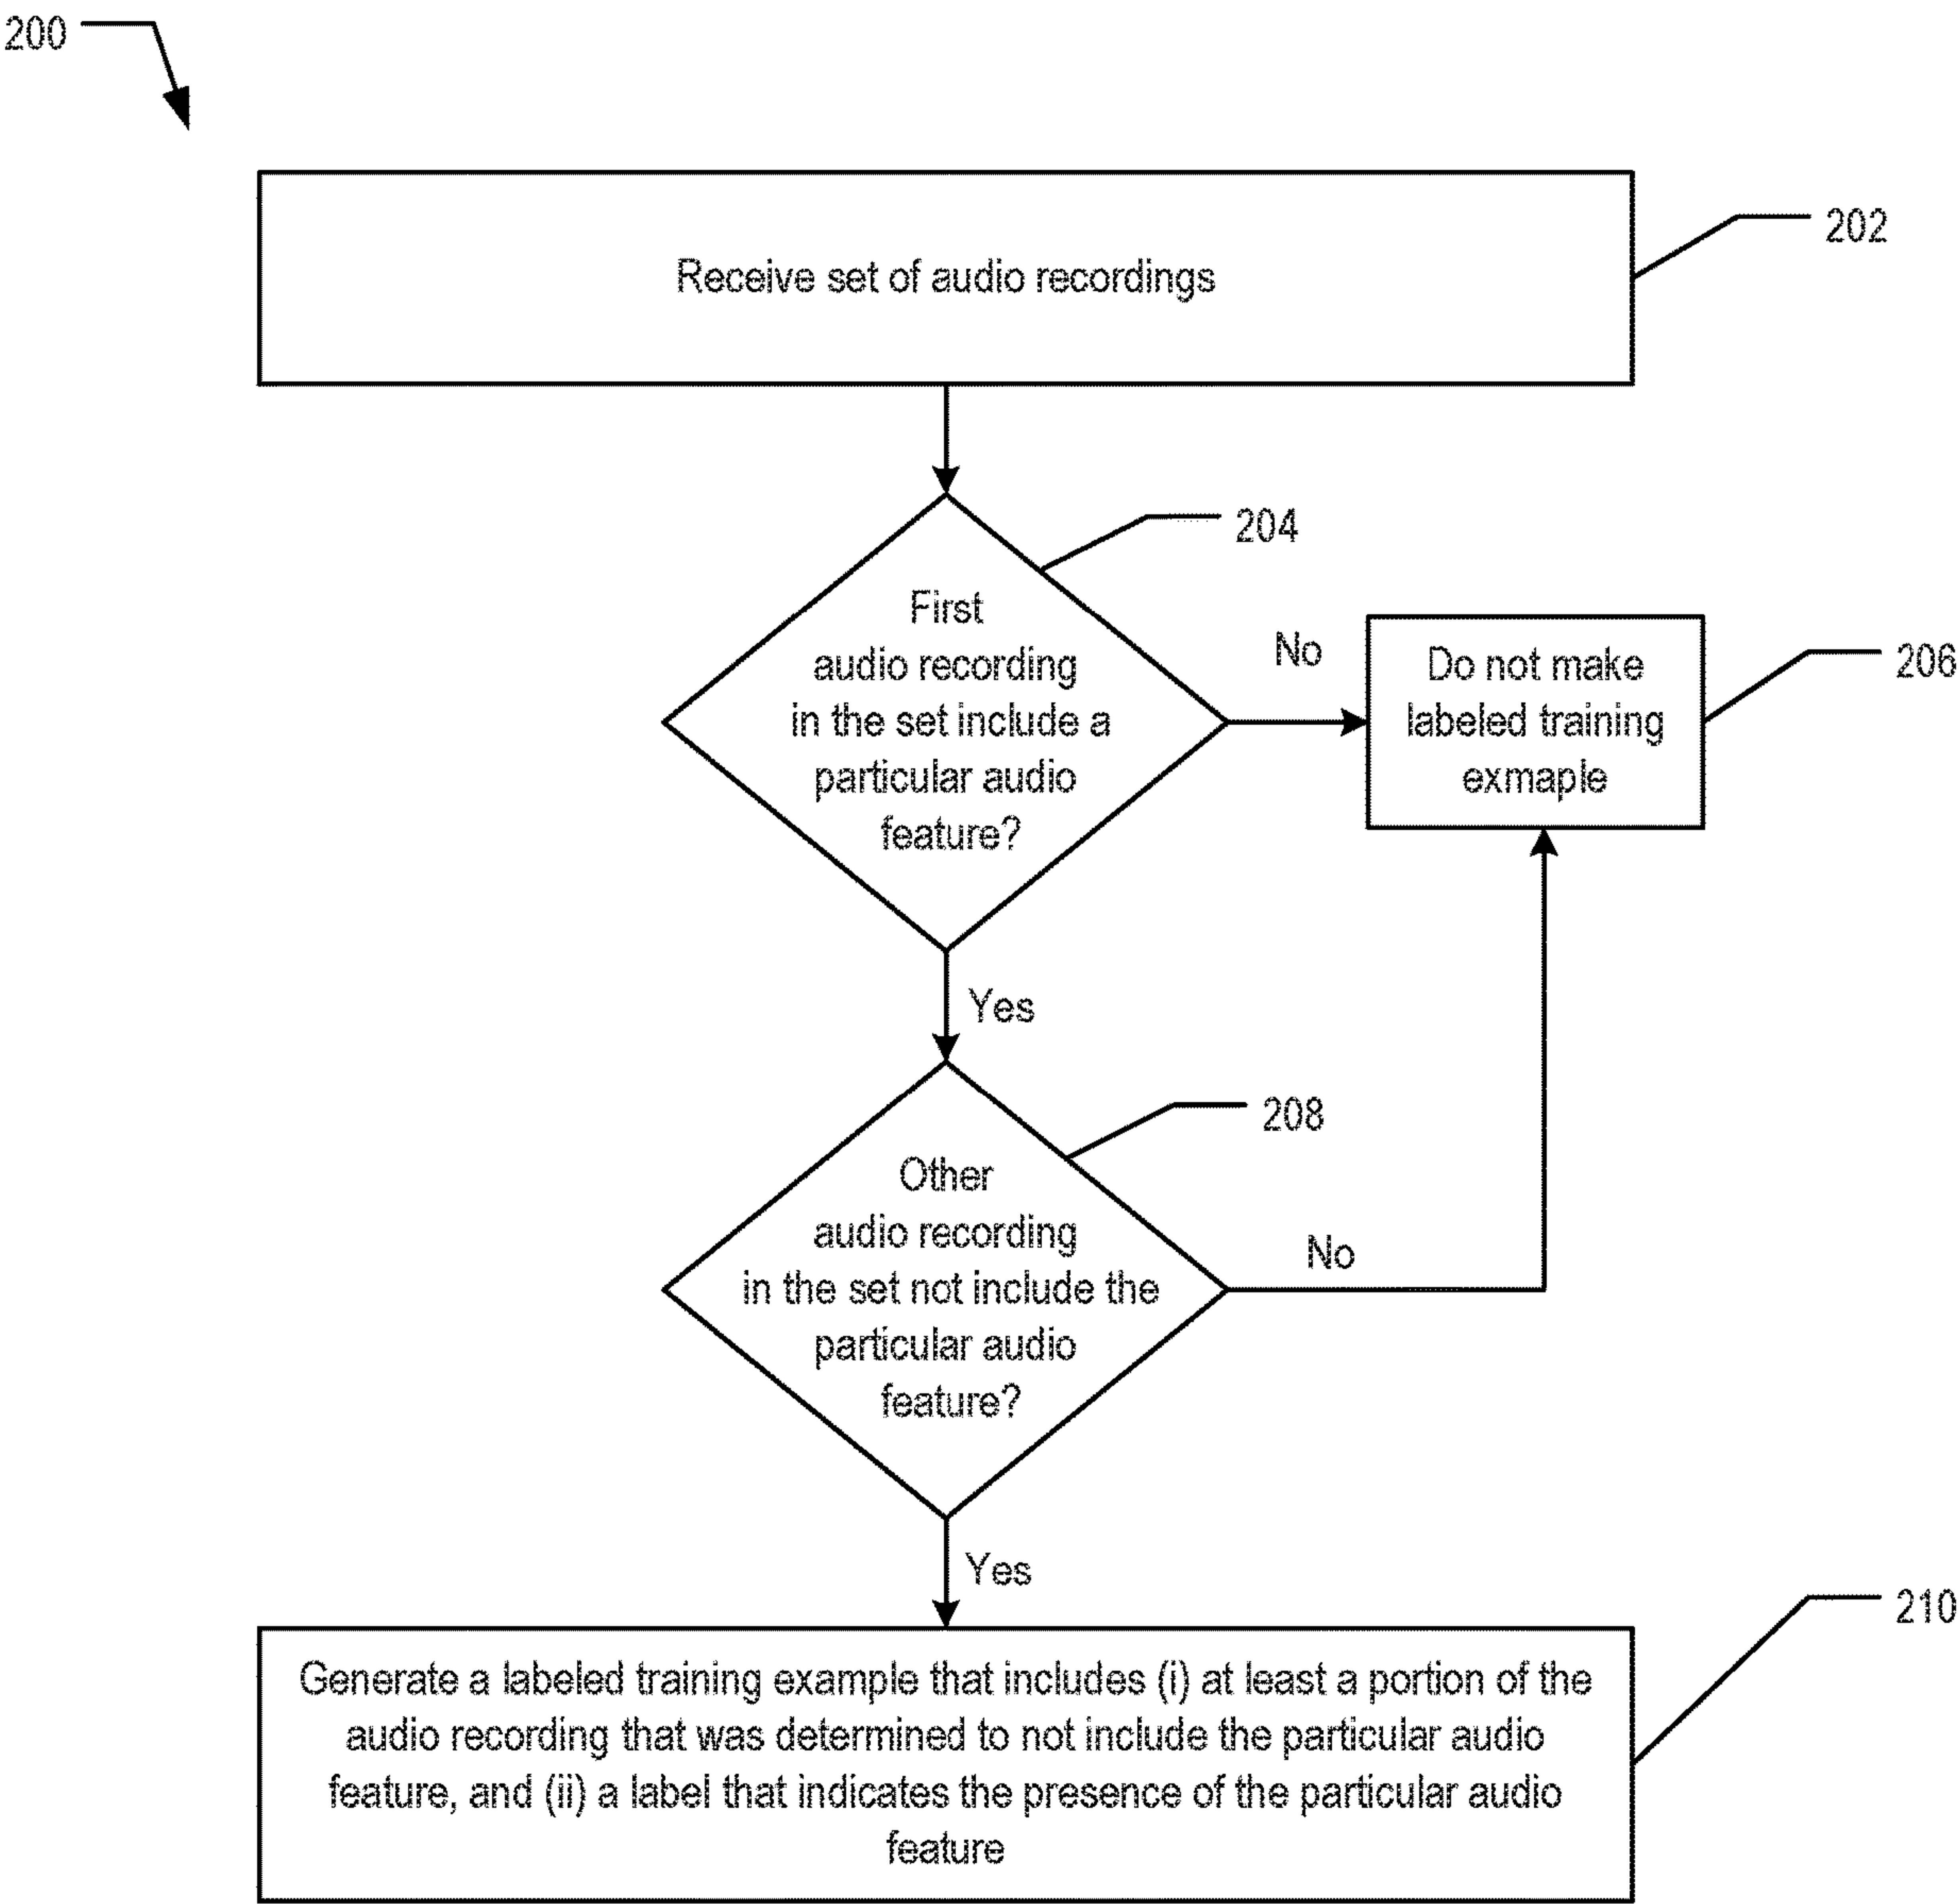 200
202
Receive set of audio recordings
204
First
audio recording
in the set include a
particular audio
feature?
No
Do not make
labeled training
exmaple
206
Yes
208
Other
audio recording
in the set not include the
particular audio
feature?
No
Yes
210
Generate a labeled training example that includes (i) at least a portion of the
audio recording that was determined to not include the particular audio
feature, and (ii) a label that indicates the presence of the particular audio
feature